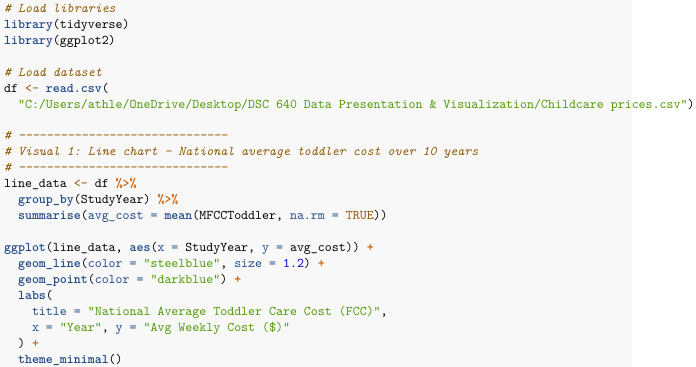 # Load libraries
library(tidyverse)
library(ggplot2)

# Load dataset
df <- read.csv(
  "C:/Users/athle/OneDrive/Desktop/DSC 640 Data Presentation & Visualization/Childcare prices.csv")

# ------------------------------
# Visual 1: Line chart - National average toddler cost over 10 years
# ------------------------------
line_data <- df %>%
  group_by(StudyYear) %>%
  summarise(avg_cost = mean(MFCCToddler, na.rm = TRUE))

ggplot(line_data, aes(x = StudyYear, y = avg_cost)) +
  geom_line(color = "steelblue", size = 1.2) +
  geom_point(color = "darkblue") +
  labs(
    title = "National Average Toddler Care Cost (FCC)",
    x = "Year", y = "Avg Weekly Cost ($)"
  ) +
  theme_minimal()